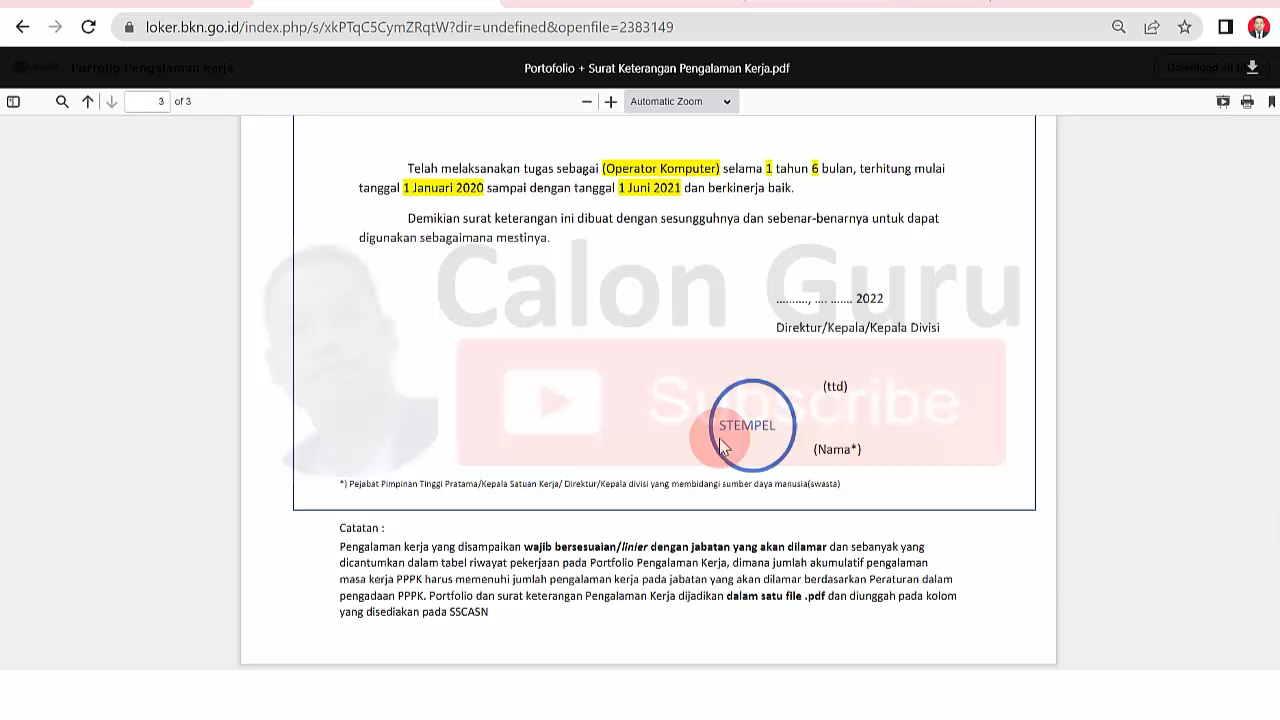 loker.bkn.go.id/index.php/s/xkPTqC5CymZRqtW?dir=undefined&openfile=2383149
Portfolio Pengalaman kerja
Portofolio + Surat Keterangan Pengalaman Kerja.pdf
Download all
3 of 3
Automatic Zoom
Telah melaksanakan tugas sebagai (Operator Komputer) selama 1 tahun 6 bulan, terhitung mulai
tanggal 1 Januari 2020 sampai dengan tanggal 1 Juni 2021 dan berkinerja baik.
Demikian surat keterangan ini dibuat dengan sesungguhnya dan sebenar-benarnya untuk dapat
digunakan sebagaimana mestinya.
Calon Guru
.........., .... ....... 2022
Direktur/Kepala/Kepala Divisi
Subscribe
(ttd)
STEMPEL
(Nama*)
*) Pejabat Pimpinan Tinggi Pratama/Kepala Satuan Kerja/ Direktur/Kepala divisi yang membidangi sumber daya manusia(swasta)
Catatan :
Pengalaman kerja yang disampaikan wajib bersesuaian/linier dengan jabatan yang akan dilamar dan sebanyak yang
dicantumkan dalam tabel riwayat pekerjaan pada Portfolio Pengalaman Kerja, dimana jumlah akumulatif pengalaman
masa kerja PPPK harus memenuhi jumlah pengalaman kerja pada jabatan yang akan dilamar berdasarkan Peraturan dalam
pengadaan PPPK. Portfolio dan surat keterangan Pengalaman Kerja dijadikan dalam satu file .pdf dan diunggah pada kolom
yang disediakan pada SSCASN